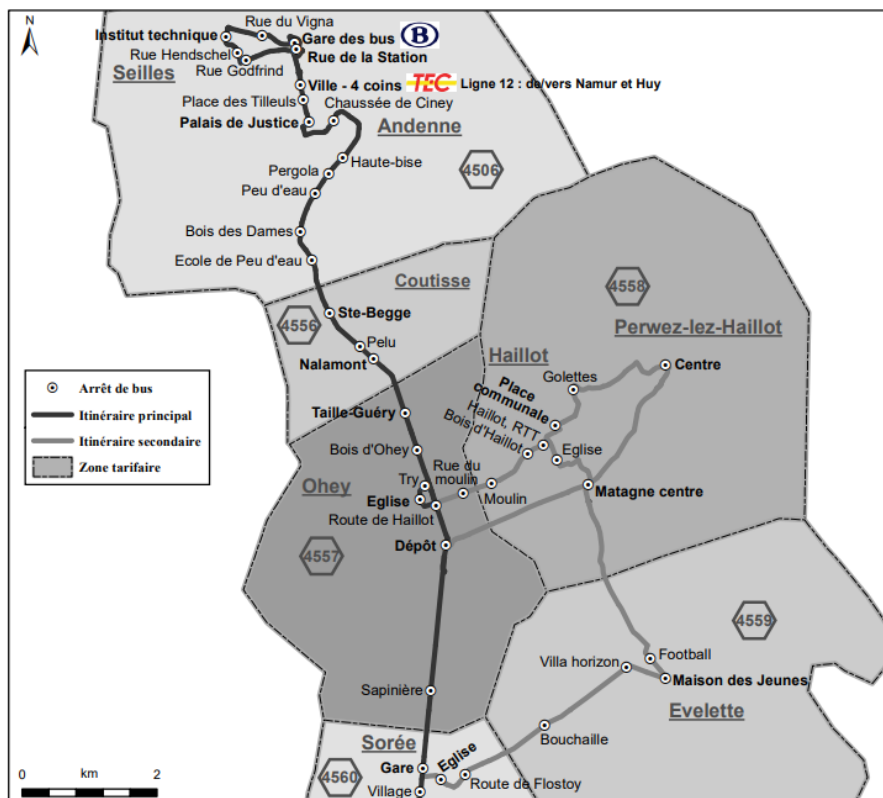 N
Rue du Vigna
Institut technique
Gare des bus B
Rue Hendschel
Rue de la Station
Rue Godfrind
Seilles
Ville - 4 coins TEC Ligne 12 : de/vers Namur et Huy
Place des Tilleuls
Chaussée de Ciney
Palais de Justice
Andenne
Haute-bise
Pergola
4506
Peu d'eau
Bois des Dames
Ecole de Peu d'eau
Coutisse
4558
Ste-Begge
4556
Perwez-lez-Haillot
Pelu
Nalamont
Haillot
Centre
Golettes
Place
communale
Arrêt de bus
Itinéraire principal
Itinéraire secondaire
Zone tarifaire
Taille-Guéry
Haillot, RTT
Bois d'Haillot
Bois d'Ohey
Eglise
Rue du
moulin
Try
Ohey
Moulin
Matagne centre
Eglise
Route de Haillot
Dépôt
4557
4559
Football
Villa horizon
Maison des Jeunes
Sapinière
Evelette
Bouchaille
Sorée
Eglise
Gare
Route de Flostoy
4560
Village
0 km 2